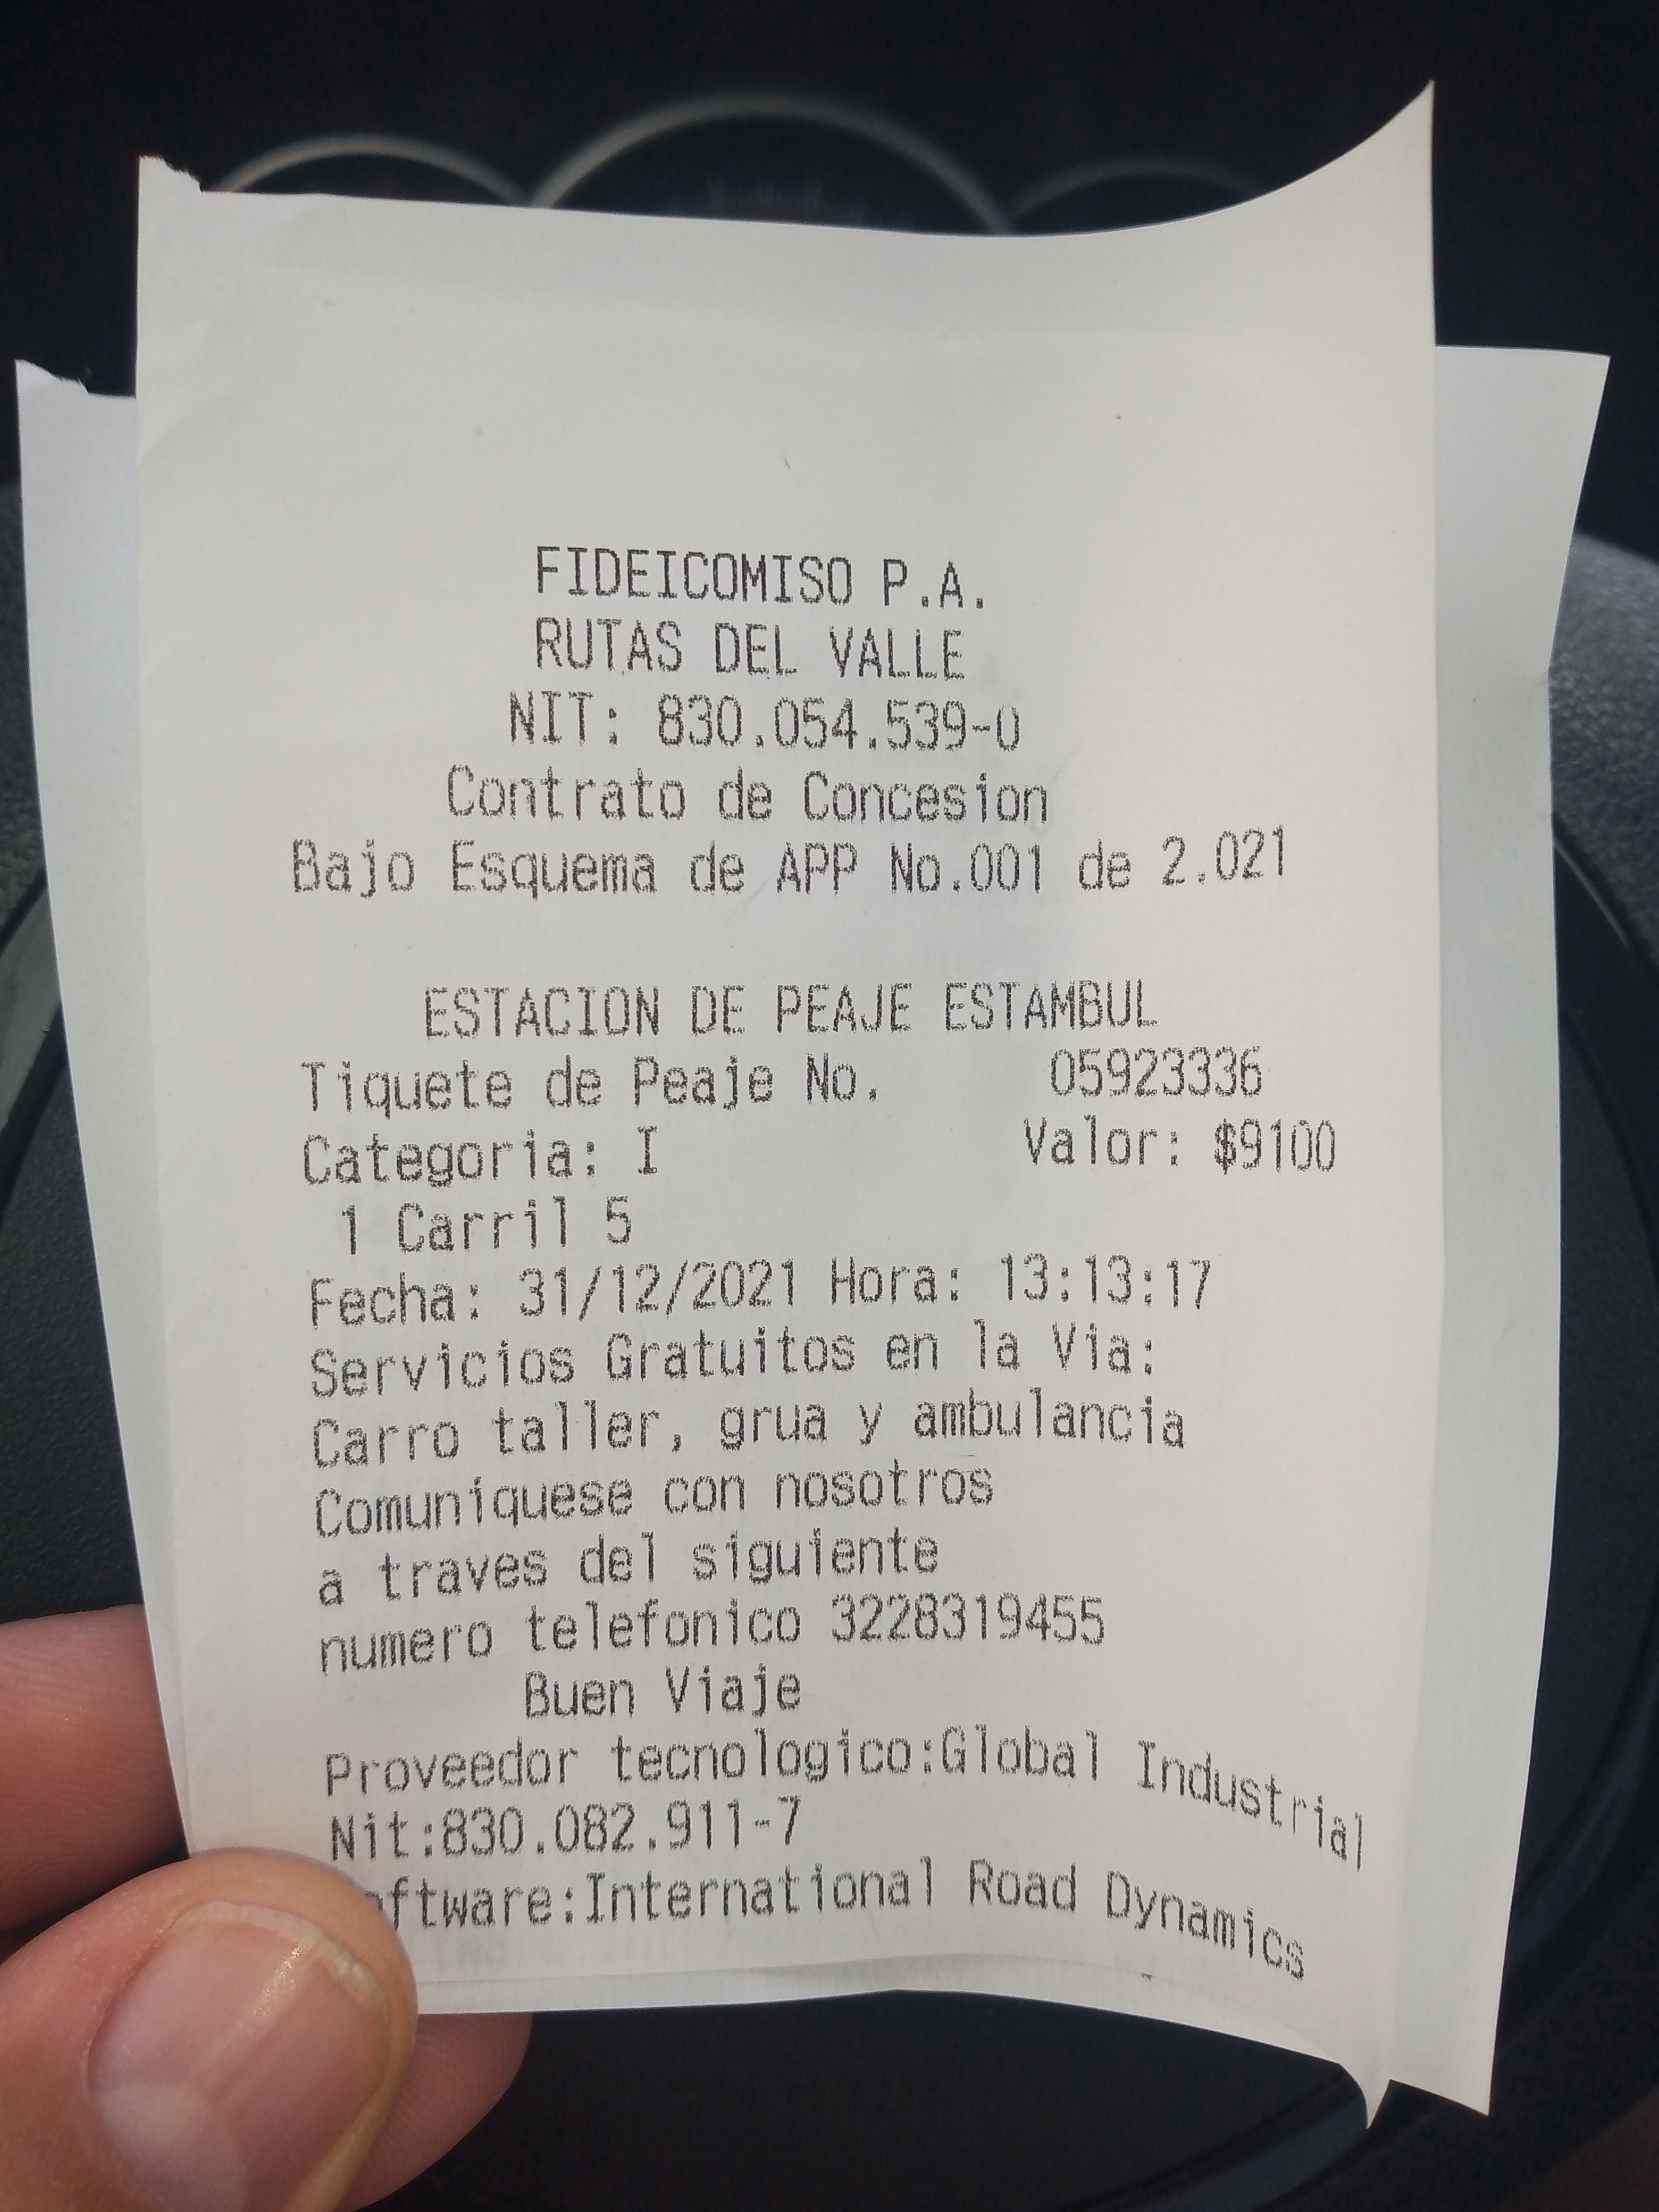 FIDEICOMISO P.A.
RUTAS DEL VALLE
NIT: 830.054.539-0
Contrato de Concesion
Bajo Esquema de APP No.001 de 2.021
ESTACION DE PEAJE ESTAMBUL
Tiquete de Peaje No. 05923336
Categoria: I Valor: $9100
1 Carril 5
Fecha: 31/12/2021 Hora: 13:13:17
Servicios Gratuitos en la Via:
Carro taller, grua y ambulancia
Comuniquese con nosotros
a traves del siguiente
numero telefonico 3228319455
Buen Viaje
Proveedor tecnologico:Global Industrial
Nit:830.082.911-7
oftware:International Road Dynamics